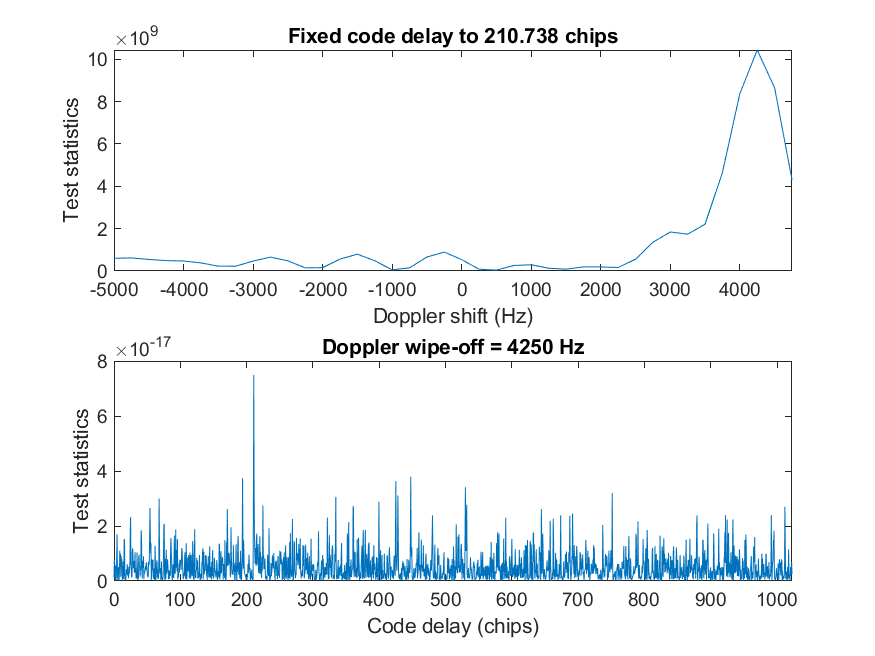 ×10^9
Fixed code delay to 210.738 chips
10
8
6
4
2
0
Test statistics
-5000 -4000 -3000 -2000 -1000 0 1000 2000 3000 4000
Doppler shift (Hz)
×10^-17
Doppler wipe-off = 4250 Hz
8
6
4
2
0
Test statistics
0 100 200 300 400 500 600 700 800 900 1000
Code delay (chips)